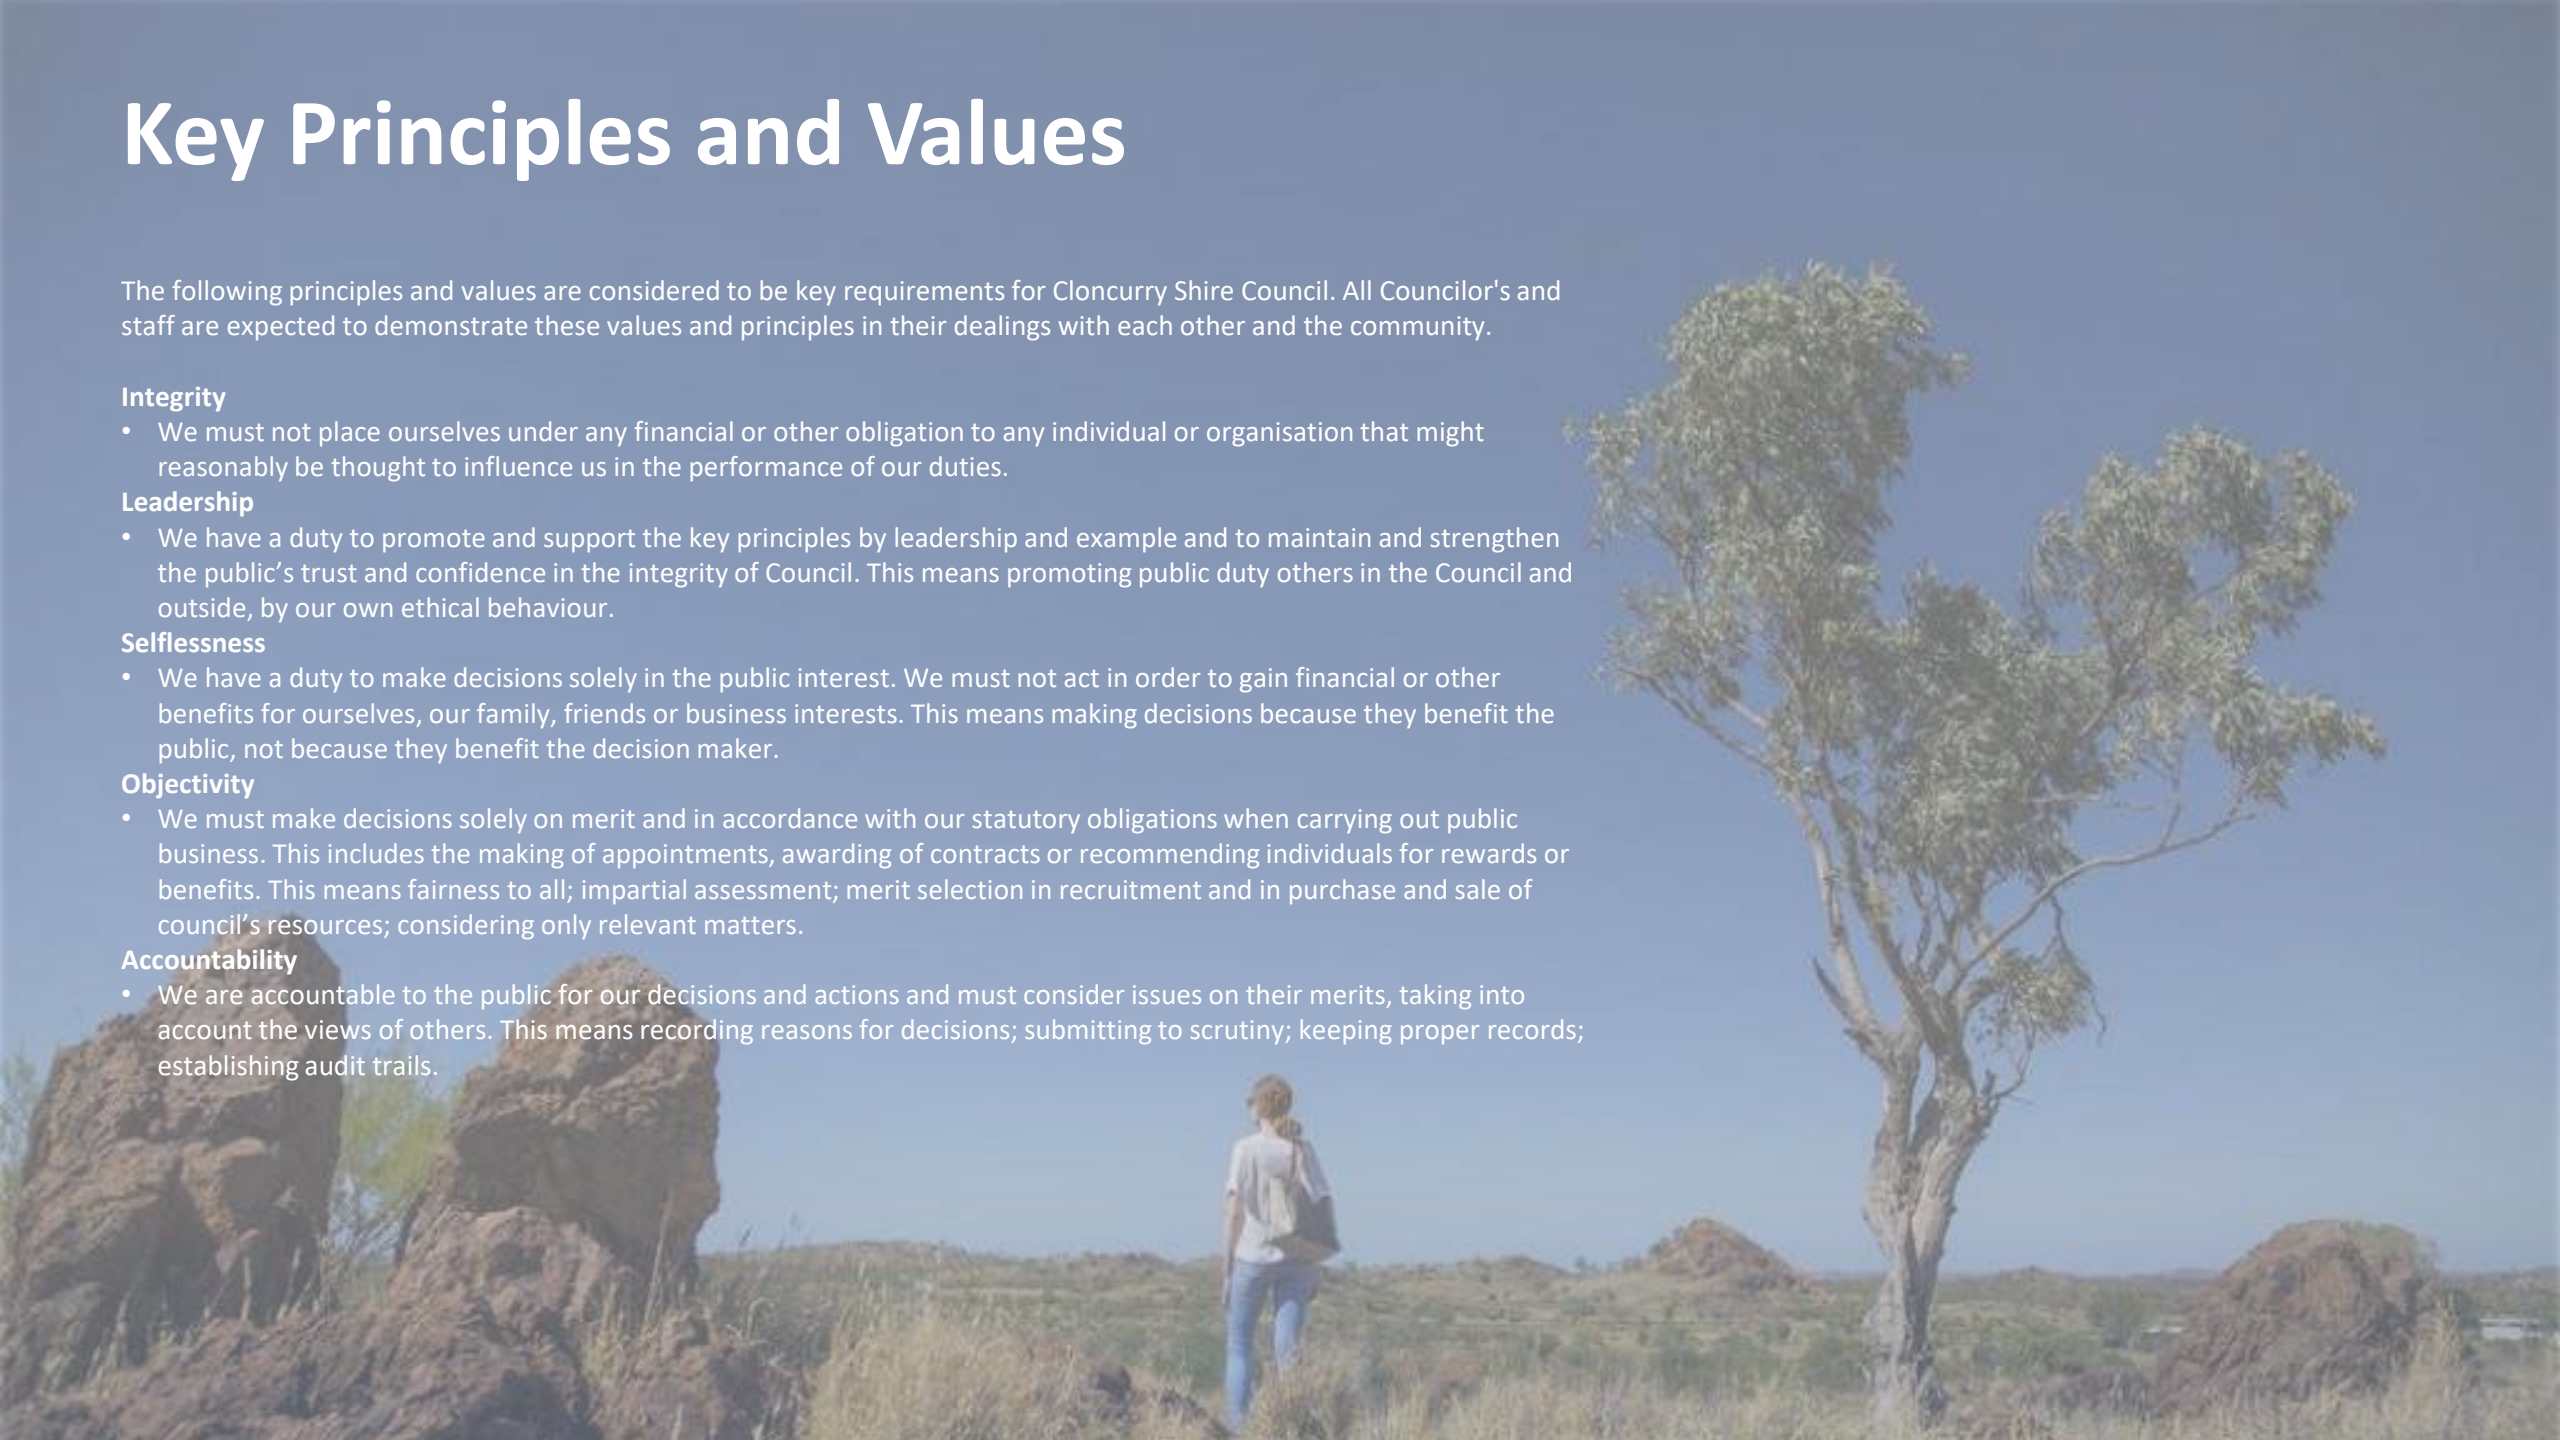 Key Principles and Values
The following principles and values are considered to be key requirements for Cloncurry Shire Council. All Councilor's and
staff are expected to demonstrate these values and principles in their dealings with each other and the community.
Integrity
• We must not place ourselves under any financial or other obligation to any individual or organisation that might
reasonably be thought to influence us in the performance of our duties.
Leadership
• We have a duty to promote and support the key principles by leadership and example and to maintain and strengthen
the public’s trust and confidence in the integrity of Council. This means promoting public duty others in the Council and
outside, by our own ethical behaviour.
Selflessness
• We have a duty to make decisions solely in the public interest. We must not act in order to gain financial or other
benefits for ourselves, our family, friends or business interests. This means making decisions because they benefit the
public, not because they benefit the decision maker.
Objectivity
• We must make decisions solely on merit and in accordance with our statutory obligations when carrying out public
business. This includes the making of appointments, awarding of contracts or recommending individuals for rewards or
benefits. This means fairness to all; impartial assessment; merit selection in recruitment and in purchase and sale of
council’s resources; considering only relevant matters.
Accountability
• We are accountable to the public for our decisions and actions and must consider issues on their merits, taking into
account the views of others. This means recording reasons for decisions; submitting to scrutiny; keeping proper records;
establishing audit trails.